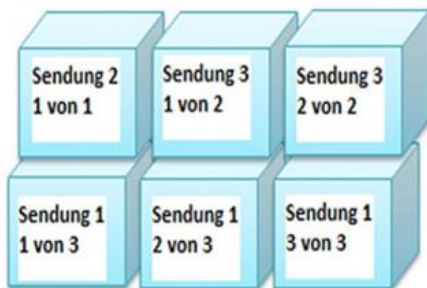 Sendung 2
1 von 1
Sendung 3
1 von 2
Sendung 3
2 von 2
Sendung 1
1 von 3
Sendung 1
2 von 3
Sendung 1
3 von 3